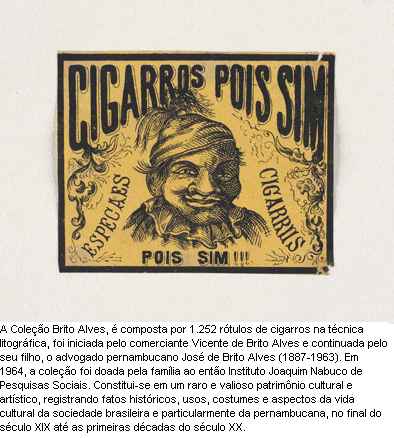 CIGARROS POIS SIM
ESPECAES
CIGARRUS
POIS SIM!!!
A Coleção Brito Alves, é composta por 1.252 rótulos de cigarros na técnica
litográfica, foi iniciada pelo comerciante Vicente de Brito Alves e continuada pelo
seu filho, o advogado pernambucano José de Brito Alves (1887-1963). Em
1964, a coleção foi doada pela família ao então Instituto Joaquim Nabuco de
Pesquisas Sociais. Constitui-se em um raro e valioso patrimônio cultural e
artístico, registrando fatos históricos, usos, costumes e aspectos da vida
cultural da sociedade brasileira e particularmente da pernambucana, no final do
século XIX até as primeiras décadas do século XX.